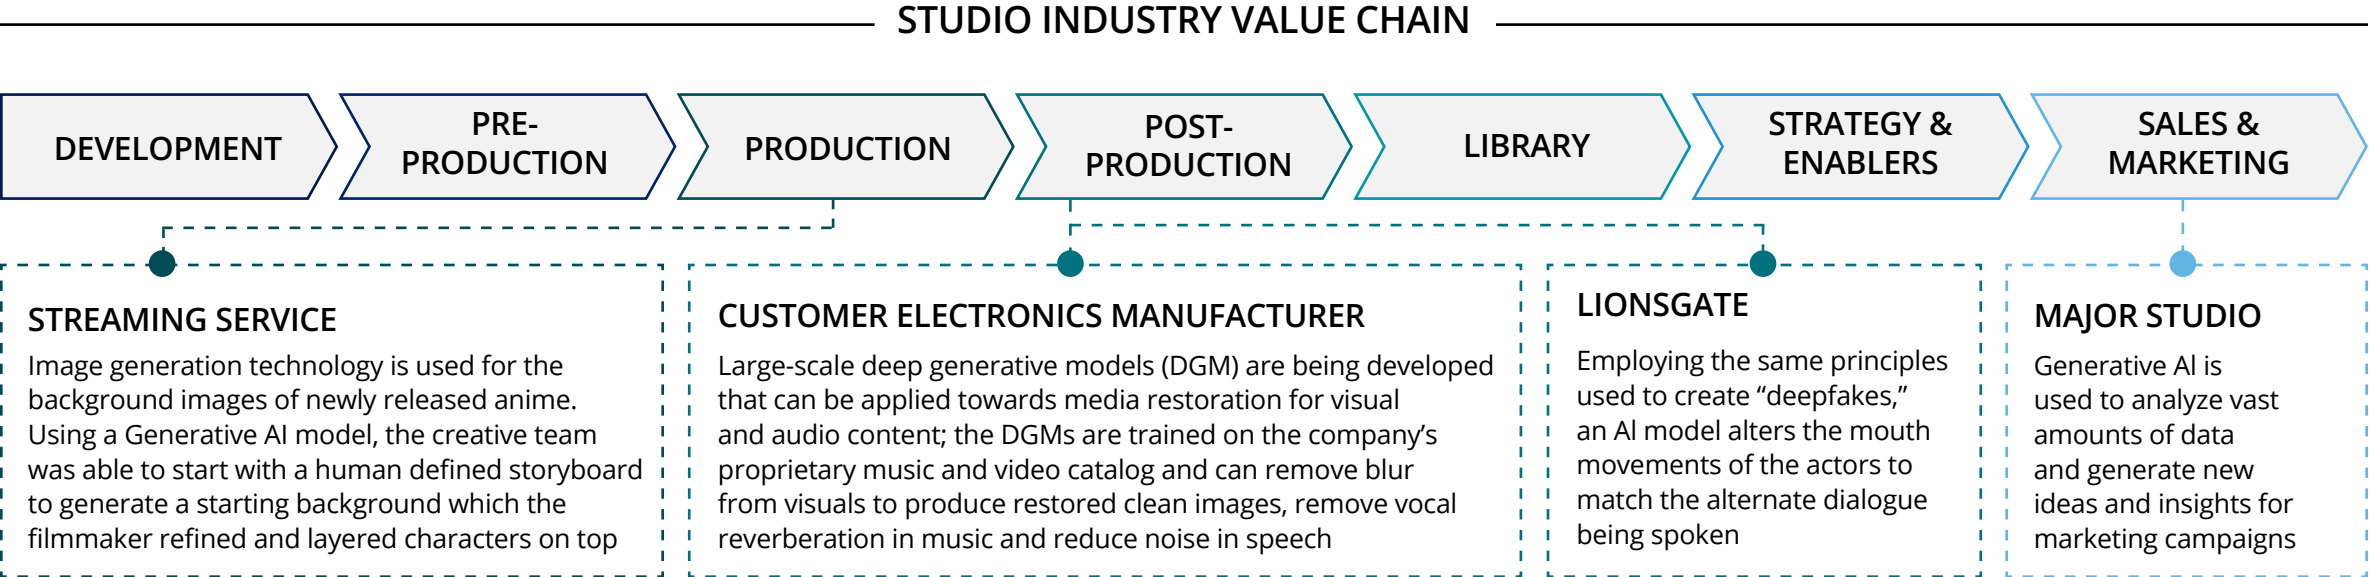 STUDIO INDUSTRY VALUE CHAIN
DEVELOPMENT
PRE-
PRODUCTION
PRODUCTION
POST-
PRODUCTION
LIBRARY
STRATEGY &
ENABLERS
SALES &
MARKETING
STREAMING SERVICE
Image generation technology is used for the
background images of newly released anime.
Using a Generative AI model, the creative team
was able to start with a human defined storyboard
to generate a starting background which the
filmmaker refined and layered characters on top
CUSTOMER ELECTRONICS MANUFACTURER
Large-scale deep generative models (DGM) are being developed
that can be applied towards media restoration for visual
and audio content; the DGMs are trained on the company’s
proprietary music and video catalog and can remove blur
from visuals to produce restored clean images, remove vocal
reverberation in music and reduce noise in speech
LIONSGATE
Employing the same principles
used to create “deepfakes,”
an AI model alters the mouth
movements of the actors to
match the alternate dialogue
being spoken
MAJOR STUDIO
Generative AI is
used to analyze vast
amounts of data
and generate new
ideas and insights for
marketing campaigns